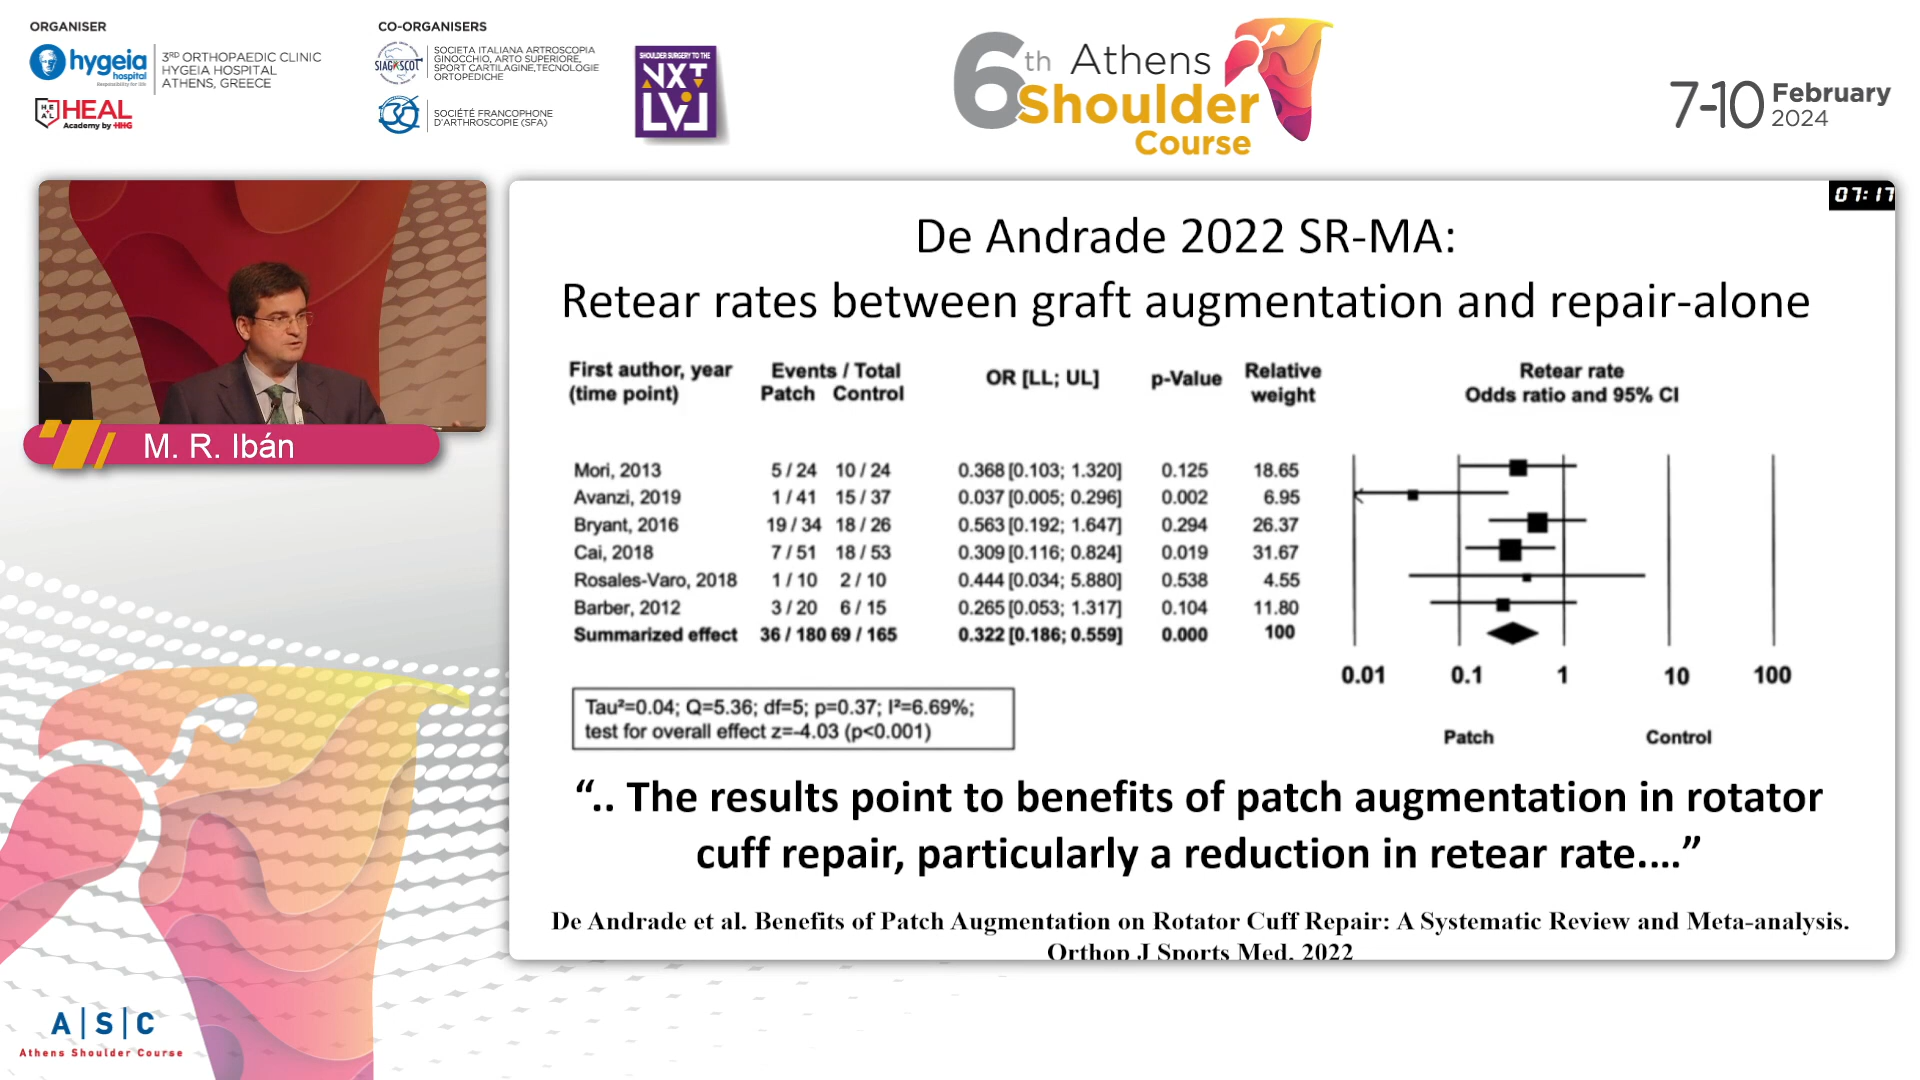 ORGANISER
hygeia
hospital
Responsibility for life
3RD ORTHOPAEDIC CLINIC
HYGEIA HOSPITAL
ATHENS, GREECE
HEAL
HEAL
Academy by HHG
CO-ORGANISERS
SIAGASCOT
SOCIETA ITALIANA ARTROSCOPIA
GINOCCHIO, ARTO SUPERIORE,
SPORT CARTILAGINE,TECNOLOGIE
ORTOPEDICHE
SOCIÉTÉ FRANCOPHONE
D'ARTHROSCOPIE (SFA)
SHOULDER SURGERY TO THE
NXT
LVL
6th Athens
Shoulder
Course
7-10 February
2024
M. R. Ibán
07:17
De Andrade 2022 SR-MA:
Retear rates between graft augmentation and repair-alone
First author, year Events / Total OR [LL; UL] p-Value Relative Retear rate
(time point) Patch Control weight Odds ratio and 95% CI
Mori, 2013 5 / 24 10 / 24 0.368 [0.103; 1.320] 0.125 18.65
Avanzi, 2019 1 / 41 15 / 37 0.037 [0.005; 0.296] 0.002 6.95
Bryant, 2016 19 / 34 18 / 26 0.563 [0.192; 1.647] 0.294 26.37
Cai, 2018 7 / 51 18 / 53 0.309 [0.116; 0.824] 0.019 31.67
Rosales-Varo, 2018 1 / 10 2 / 10 0.444 [0.034; 5.880] 0.538 4.55
Barber, 2012 3 / 20 6 / 15 0.265 [0.053; 1.317] 0.104 11.80
Summarized effect 36 / 180 69 / 165 0.322 [0.186; 0.559] 0.000 100
0.01 0.1 1 10 100
Patch Control
Tau²=0.04; Q=5.36; df=5; p=0.37; I²=6.69%;
test for overall effect z=-4.03 (p<0.001)
“.. The results point to benefits of patch augmentation in rotator
cuff repair, particularly a reduction in retear rate....”
De Andrade et al. Benefits of Patch Augmentation on Rotator Cuff Repair: A Systematic Review and Meta-analysis.
Orthop J Sports Med. 2022
A|S|C
Athens Shoulder Course